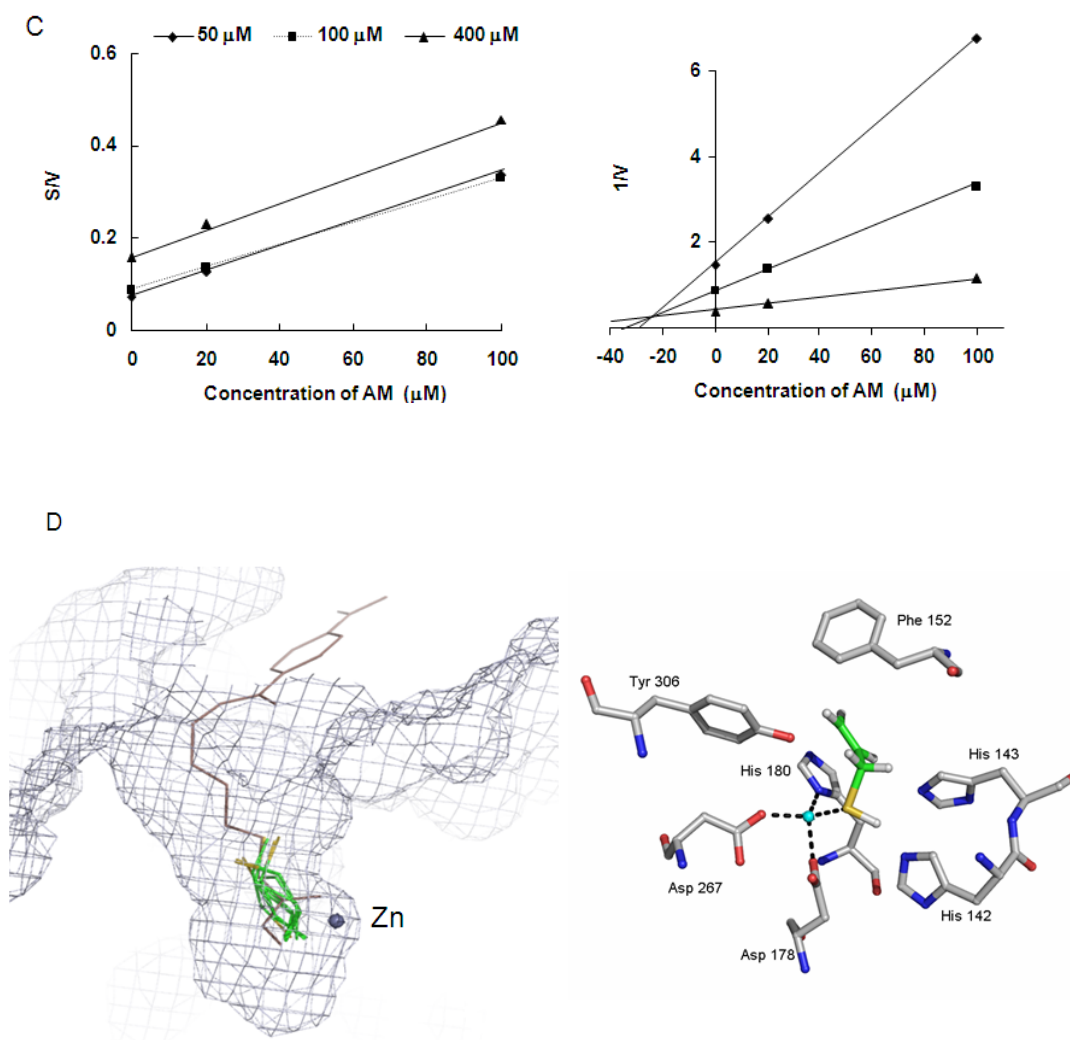 C
50 μM 100 μM 400 μM
0.6
0.4
0.2
0
S/V
0 20 40 60 80 100
Concentration of AM (μM)
6
4
2
1/V
-40 -20 0 20 40 60 80 100
Concentration of AM (μM)
D
Zn
Phe 152
Tyr 306
His 180
His 143
Asp 267
His 142
Asp 178